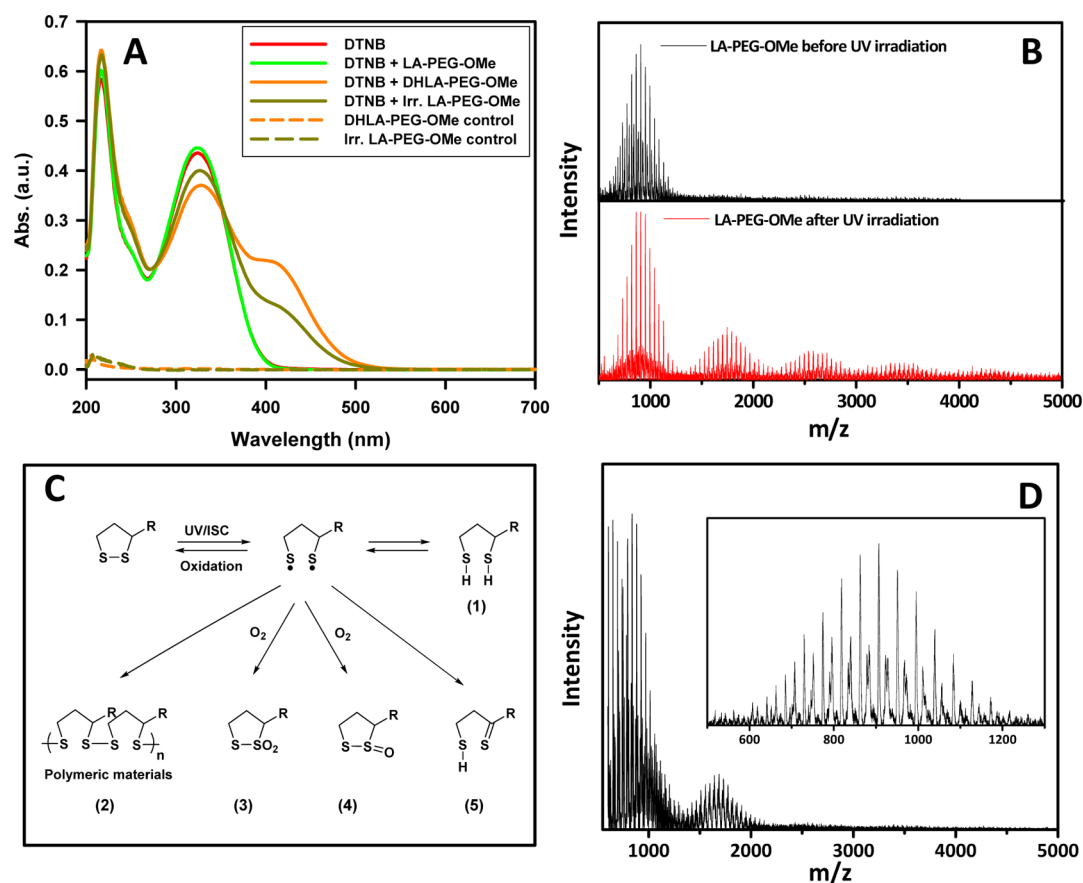 A
0.7
0.6
0.5
0.4
0.3
0.2
0.1
0.0
Abs. (a.u.)
200 300 400 500 600 700
Wavelength (nm)
DTNB
DTNB + LA-PEG-OMe
DTNB + DHLA-PEG-OMe
DTNB + Irr. LA-PEG-OMe
DHLA-PEG-OMe control
Irr. LA-PEG-OMe control
B
LA-PEG-OMe before UV irradiation
LA-PEG-OMe after UV irradiation
Intensity
1000 2000 3000 4000 5000
m/z
C
R
S S
UV/ISC
Oxidation
R
S S
R
S S
H H
(1)
O2
O2
R R
S S S S
n
Polymeric materials
(2)
R
S SO2
(3)
R
S S O
(4)
R
S S
H
(5)
D
Intensity
600 800 1000 1200
1000 2000 3000 4000 5000
m/z